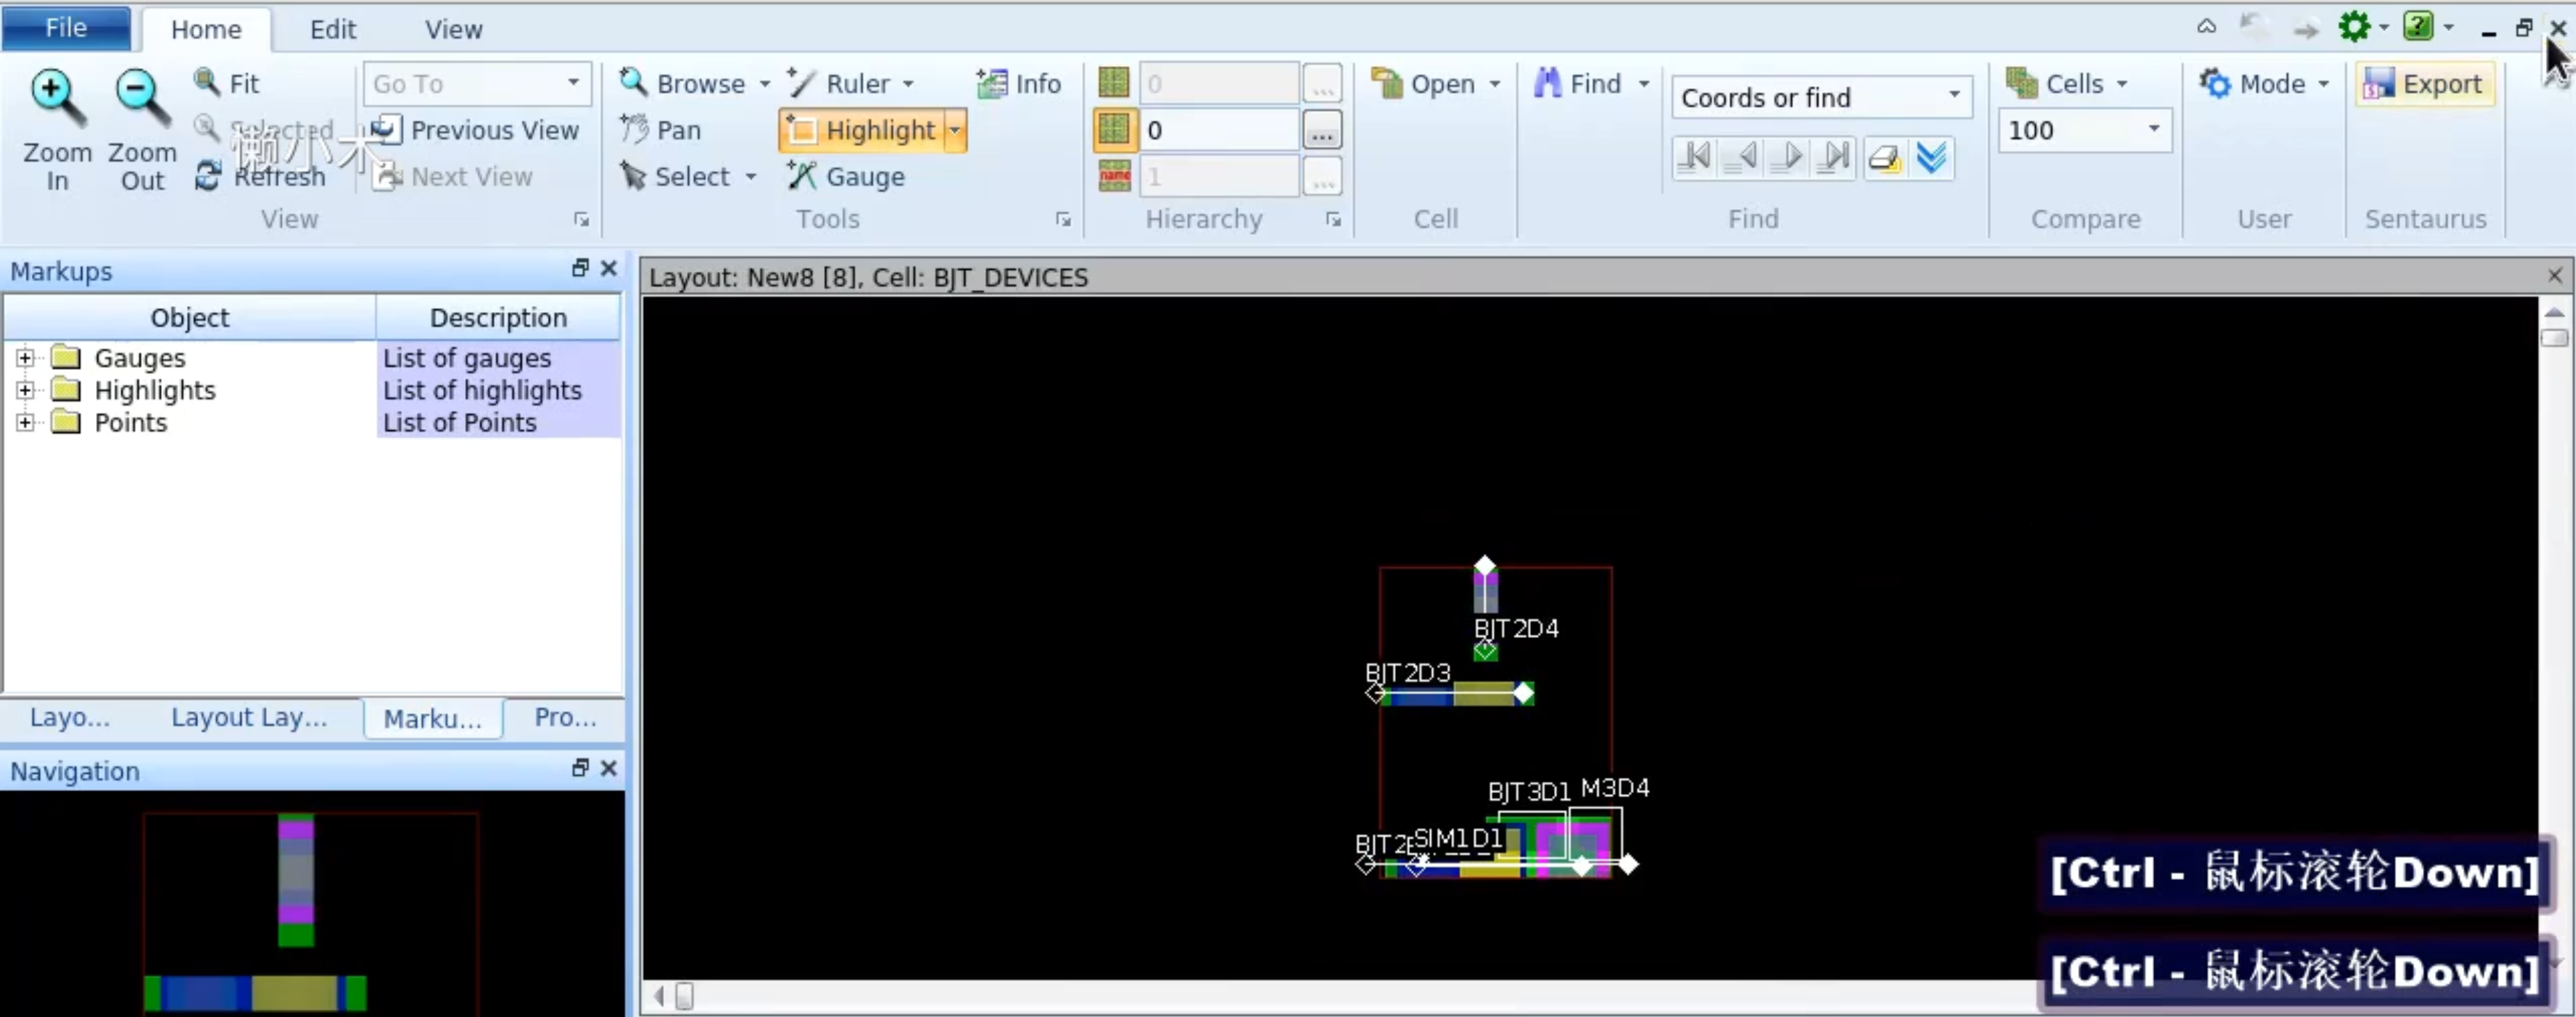 File Home Edit View
Zoom In
Zoom Out
Fit
Selected
Refresh
懒小木
Go To
Previous View
Next View
View
Browse
Pan
Select
Ruler
Highlight
Gauge
Info
Tools
0
0
name 1
Hierarchy
Open
Cell
Find
Coords or find
Find
Cells
100
Compare
Mode
User
Export
Sentaurus
Markups
Object Description
Gauges List of gauges
Highlights List of highlights
Points List of Points
Layo... Layout Lay... Marku... Pro...
Navigation
Layout: New8 [8], Cell: BJT_DEVICES
BJT2D4
BJT2D3
BJT3D1 M3D4
SIM1D1
[Ctrl - 鼠标滚轮Down]
[Ctrl - 鼠标滚轮Down]